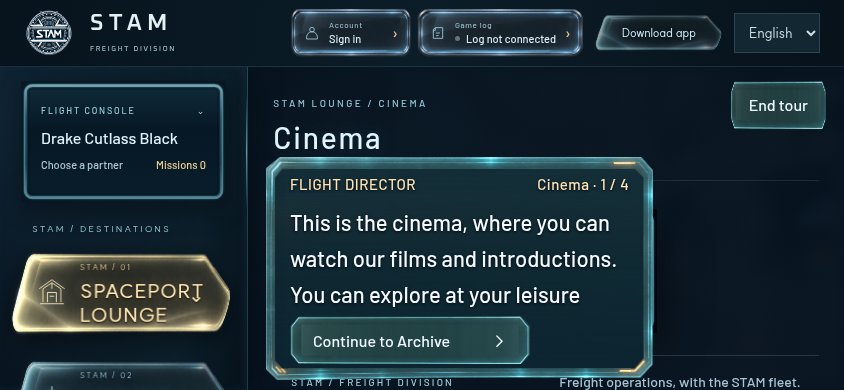 STAM
STAM
FREIGHT DIVISION
Account
Sign in
Game log
Log not connected
Download app
English
FLIGHT CONSOLE
Drake Cutlass Black
Choose a partner
Missions 0
STAM / DESTINATIONS
STAM / 01
SPACEPORT
LOUNGE
STAM / 02
STAM LOUNGE / CINEMA
Cinema
End tour
FLIGHT DIRECTOR
Cinema · 1 / 4
This is the cinema, where you can
watch our films and introductions.
You can explore at your leisure
Continue to Archive
STAM / FREIGHT DIVISION
Freight operations, with the STAM fleet.